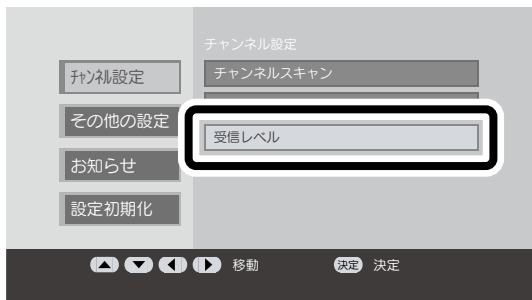 チャンネル設定
ﾁｬﾝﾈﾙ設定
チャンネルスキャン
その他の設定
受信レベル
お知らせ
設定初期化
移動 決定 決定